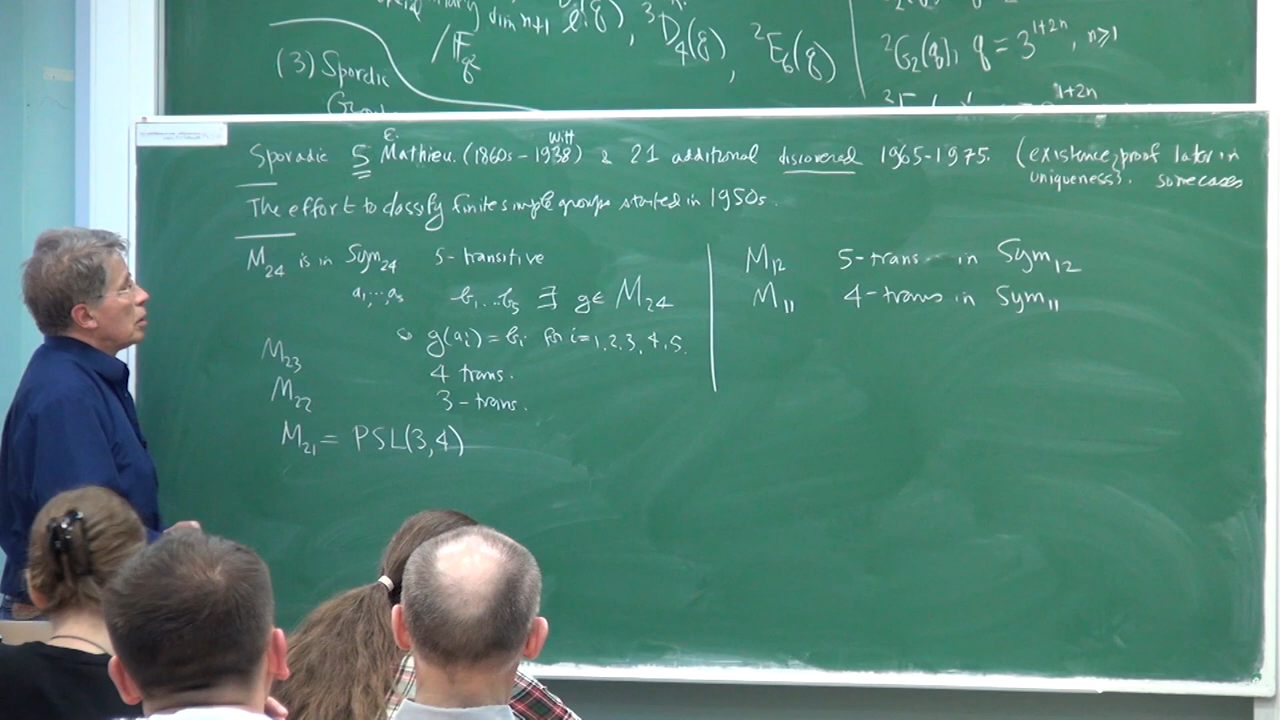 dim n+1 , ³D₄(q) , ²E₆(q)
/𝔽q
(3) Sporadic
²G₂(q), q = 3^{1+2n}, n≥1
1+2n
Sporadic 5 E. Mathieu. (1860s – 1938) Witt & 21 additional discovered 1965-1975. (existence proof later in
uniqueness). some cases
The effort to classify finite simple groups started in 1950s.
M₂₄ is in Sym₂₄ 5-transitive
a₁,...,a₅ b₁...b₅ ∃ g∈ M₂₄
g(aᵢ) = bᵢ for i=1,2,3,4,5.
M₂₃ 4 trans.
M₂₂ 3-trans.
M₂₁ = PSL(3,4)
M₁₂ 5-trans in Sym₁₂
M₁₁ 4-trans in Sym₁₁